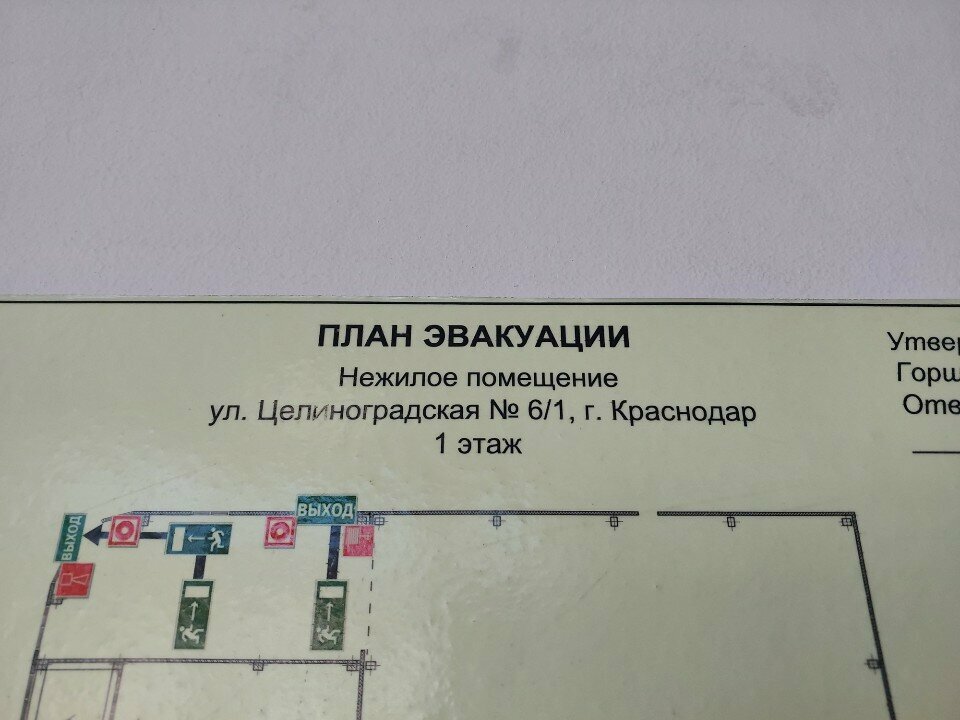 ПЛАН ЭВАКУАЦИИ
Нежилое помещение
ул. Целиноградская № 6/1, г. Краснодар
1 этаж
ВЫХОД
ВЫХОД